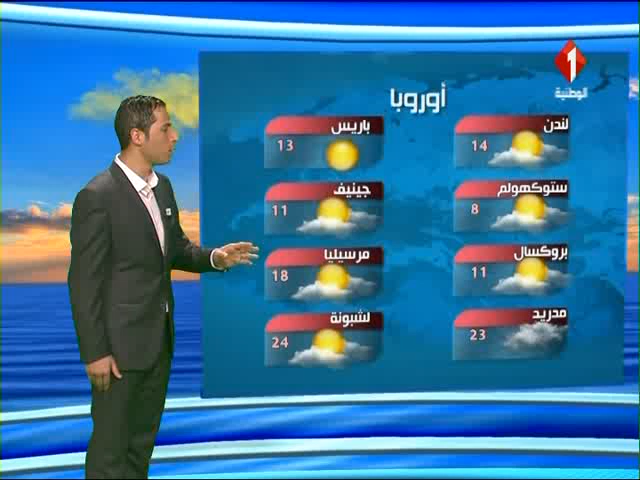 1
الوطنية
أوروبا
لندن
14
باريس
13
ستوكهولم
8
جينيف
11
بروكسال
11
مرسيليا
18
مدريد
23
لشبونة
24